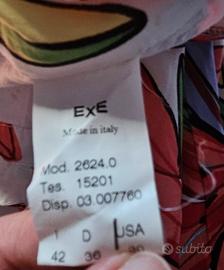 EXE
Made in italy
Mod. 2624.0
Tes. 15201
Disp. 03.007760
I D USA
42 36
subito